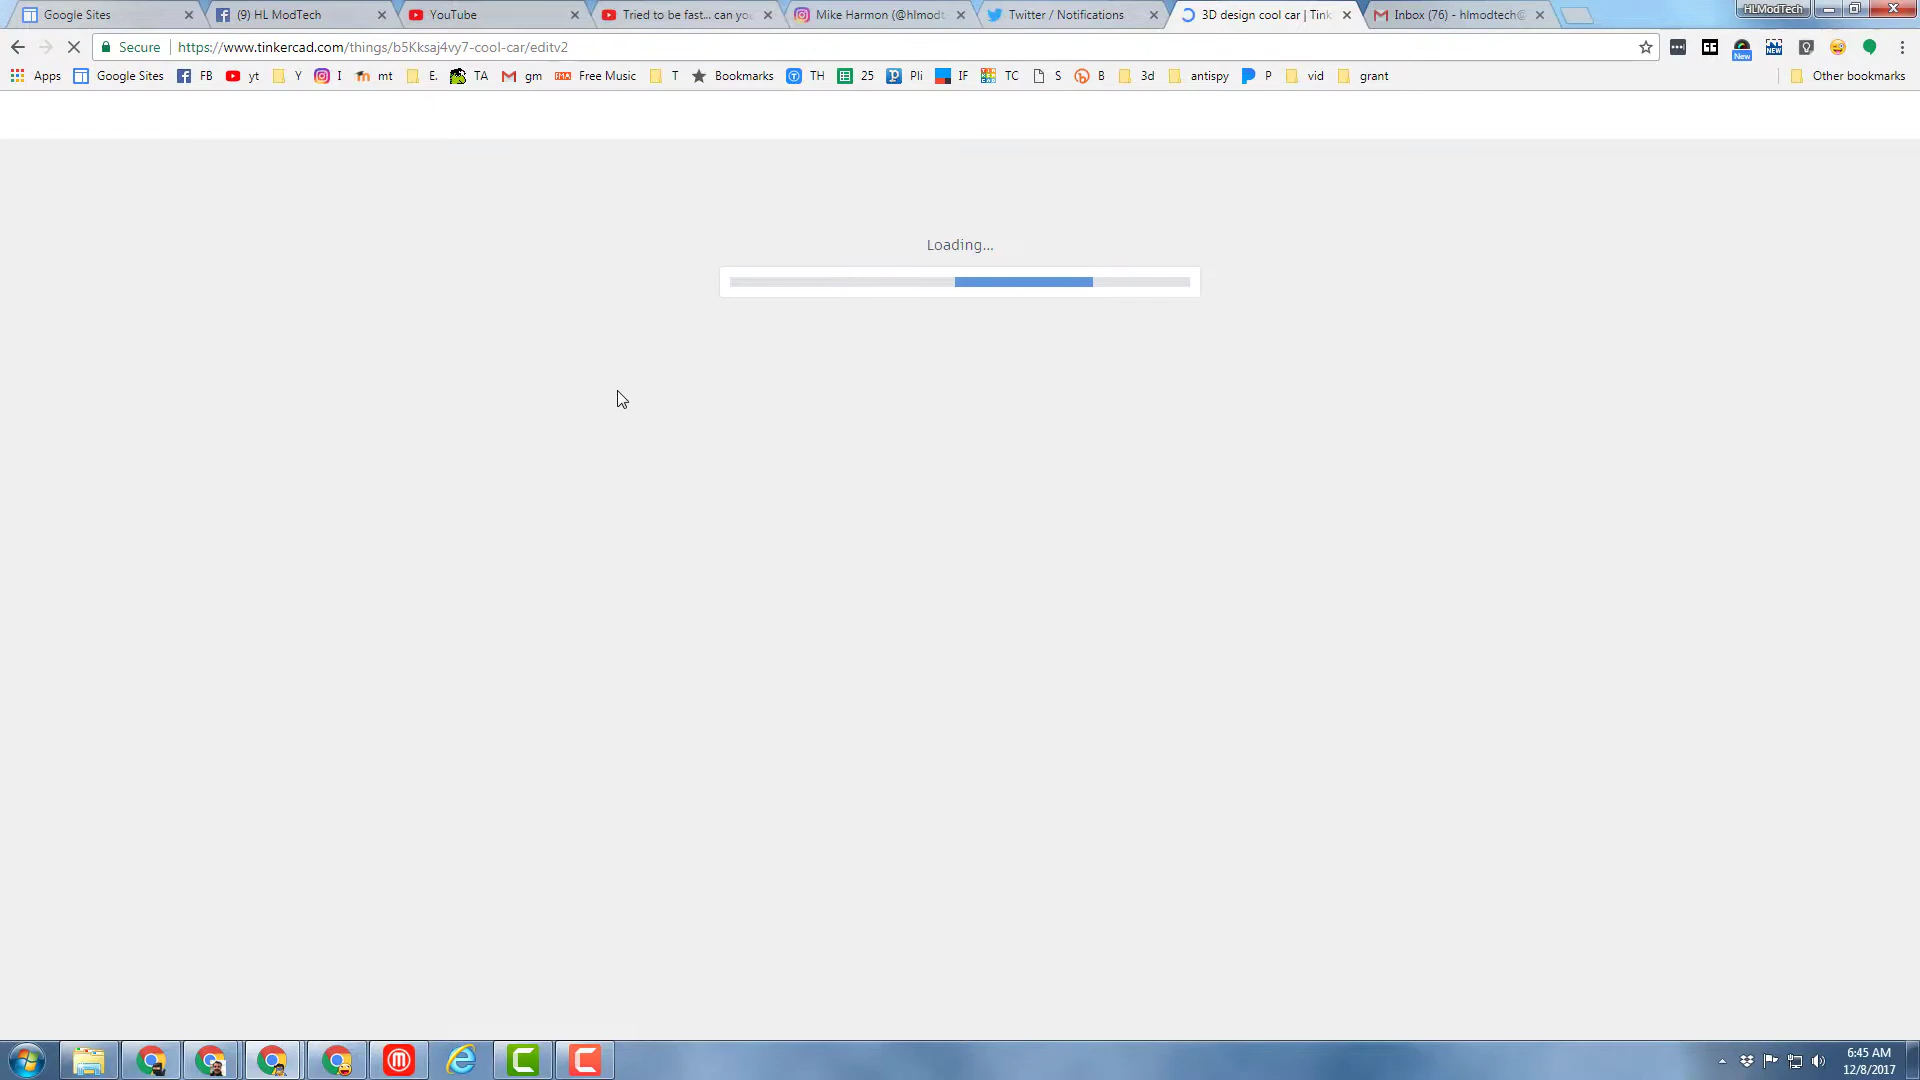 Google Sites
(9) HL ModTech
YouTube
Tried to be fast... can you
Mike Harmon (@hlmodt
Twitter / Notifications
3D design cool car | Tink
Inbox (76) - hlmodtech@
HLModTech
Secure
https://www.tinkercad.com/things/b5Kksaj4vy7-cool-car/editv2
Apps Google Sites FB yt Y I mt E. TA gm Free Music T Bookmarks TH 25 Pli IF TC S B 3d antispy P vid grant Other bookmarks
New
Loading...
6:45 AM
12/8/2017